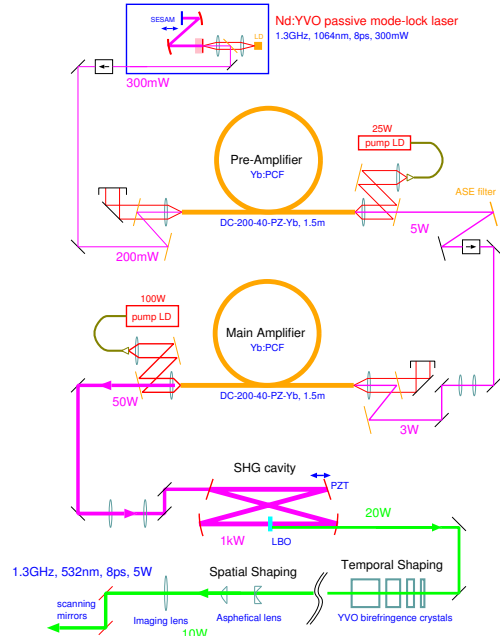 SESAM
LD
Nd:YVO passive mode-lock laser
1.3GHz, 1064nm, 8ps, 300mW
300mW
25W
pump LD
Pre-Amplifier
Yb:PCF
ASE filter
DC-200-40-PZ-Yb, 1.5m
5W
200mW
100W
pump LD
Main Amplifier
Yb:PCF
DC-200-40-PZ-Yb, 1.5m
50W
3W
SHG cavity
PZT
20W
1kW
LBO
1.3GHz, 532nm, 8ps, 5W
Spatial Shaping
Temporal Shaping
scanning
mirrors
Imaging lens
Asphefical lens
YVO birefringence crystals
10W